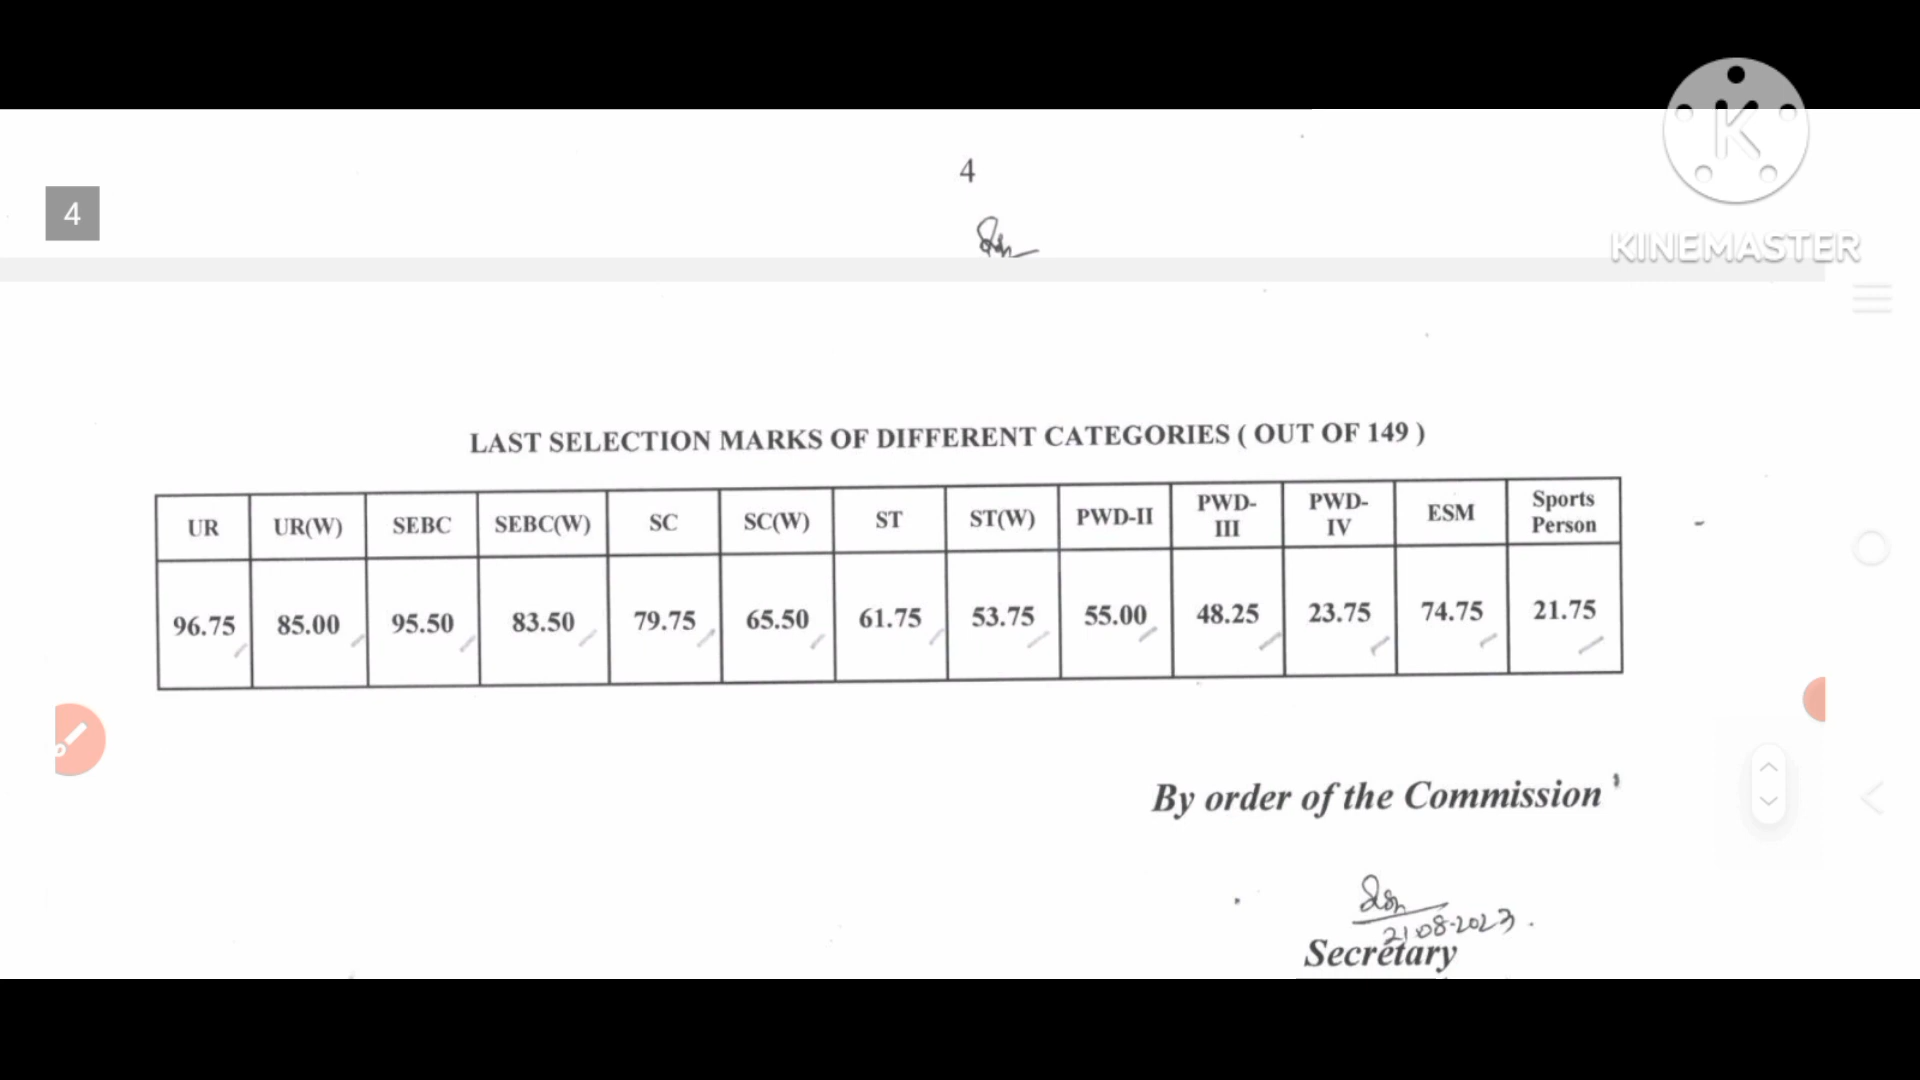 4
4
K
KINEMASTER
LAST SELECTION MARKS OF DIFFERENT CATEGORIES ( OUT OF 149 )
UR UR(W) SEBC SEBC(W) SC SC(W) ST ST(W) PWD-II PWD-III PWD-IV ESM Sports Person
96.75 85.00 95.50 83.50 79.75 65.50 61.75 53.75 55.00 48.25 23.75 74.75 21.75
By order of the Commission
21.08.2023.
Secretary